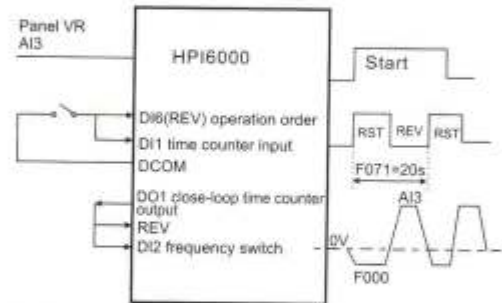 Panel VR
AI3
HPI6000
Start
DI6(REV) operation order
DI1 time counter input
DCOM
RST REV RST
F071=20s
DO1 close-loop time counter
output
REV
DI2 frequency switch
AI3
0V
F000